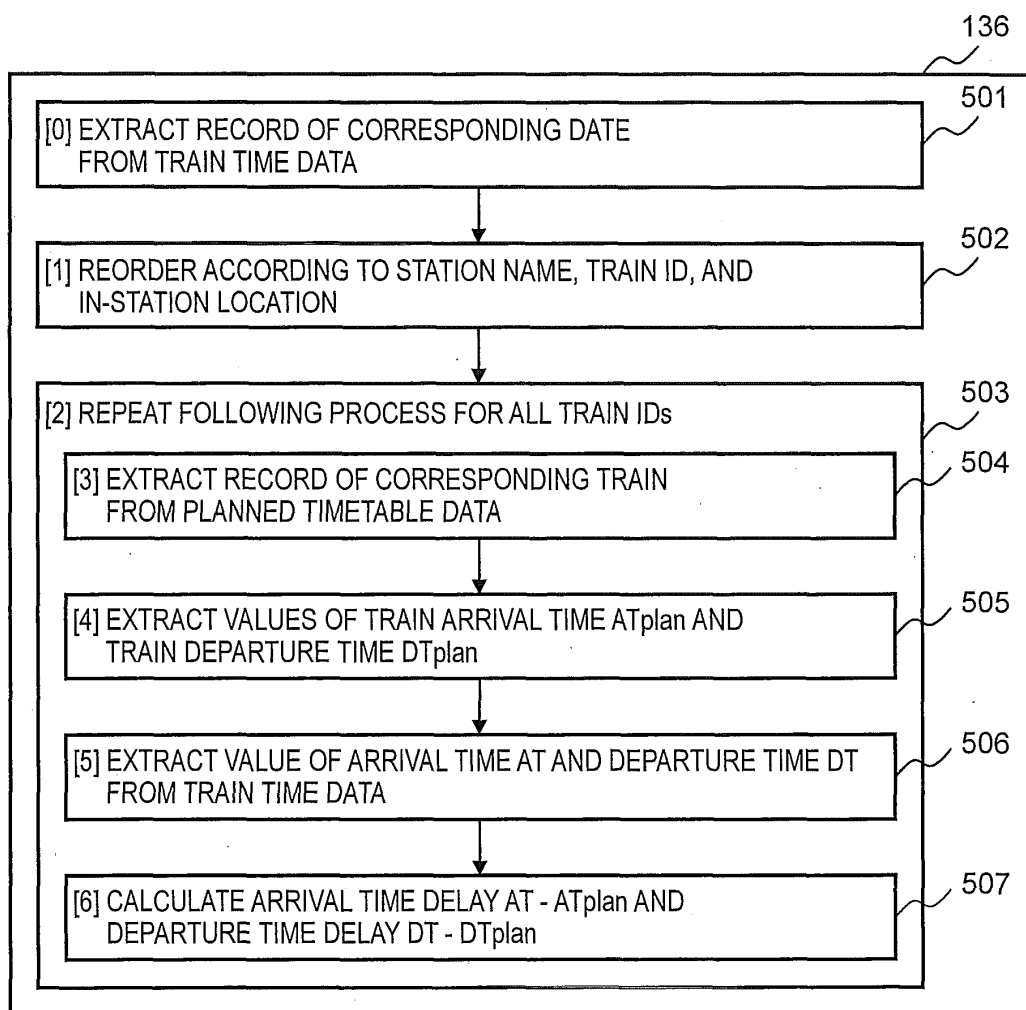 136
501
[0] EXTRACT RECORD OF CORRESPONDING DATE
FROM TRAIN TIME DATA
502
[1] REORDER ACCORDING TO STATION NAME, TRAIN ID, AND
IN-STATION LOCATION
503
[2] REPEAT FOLLOWING PROCESS FOR ALL TRAIN IDs
504
[3] EXTRACT RECORD OF CORRESPONDING TRAIN
FROM PLANNED TIMETABLE DATA
505
[4] EXTRACT VALUES OF TRAIN ARRIVAL TIME ATplan AND
TRAIN DEPARTURE TIME DTplan
506
[5] EXTRACT VALUE OF ARRIVAL TIME AT AND DEPARTURE TIME DT
FROM TRAIN TIME DATA
507
[6] CALCULATE ARRIVAL TIME DELAY AT - ATplan AND
DEPARTURE TIME DELAY DT - DTplan